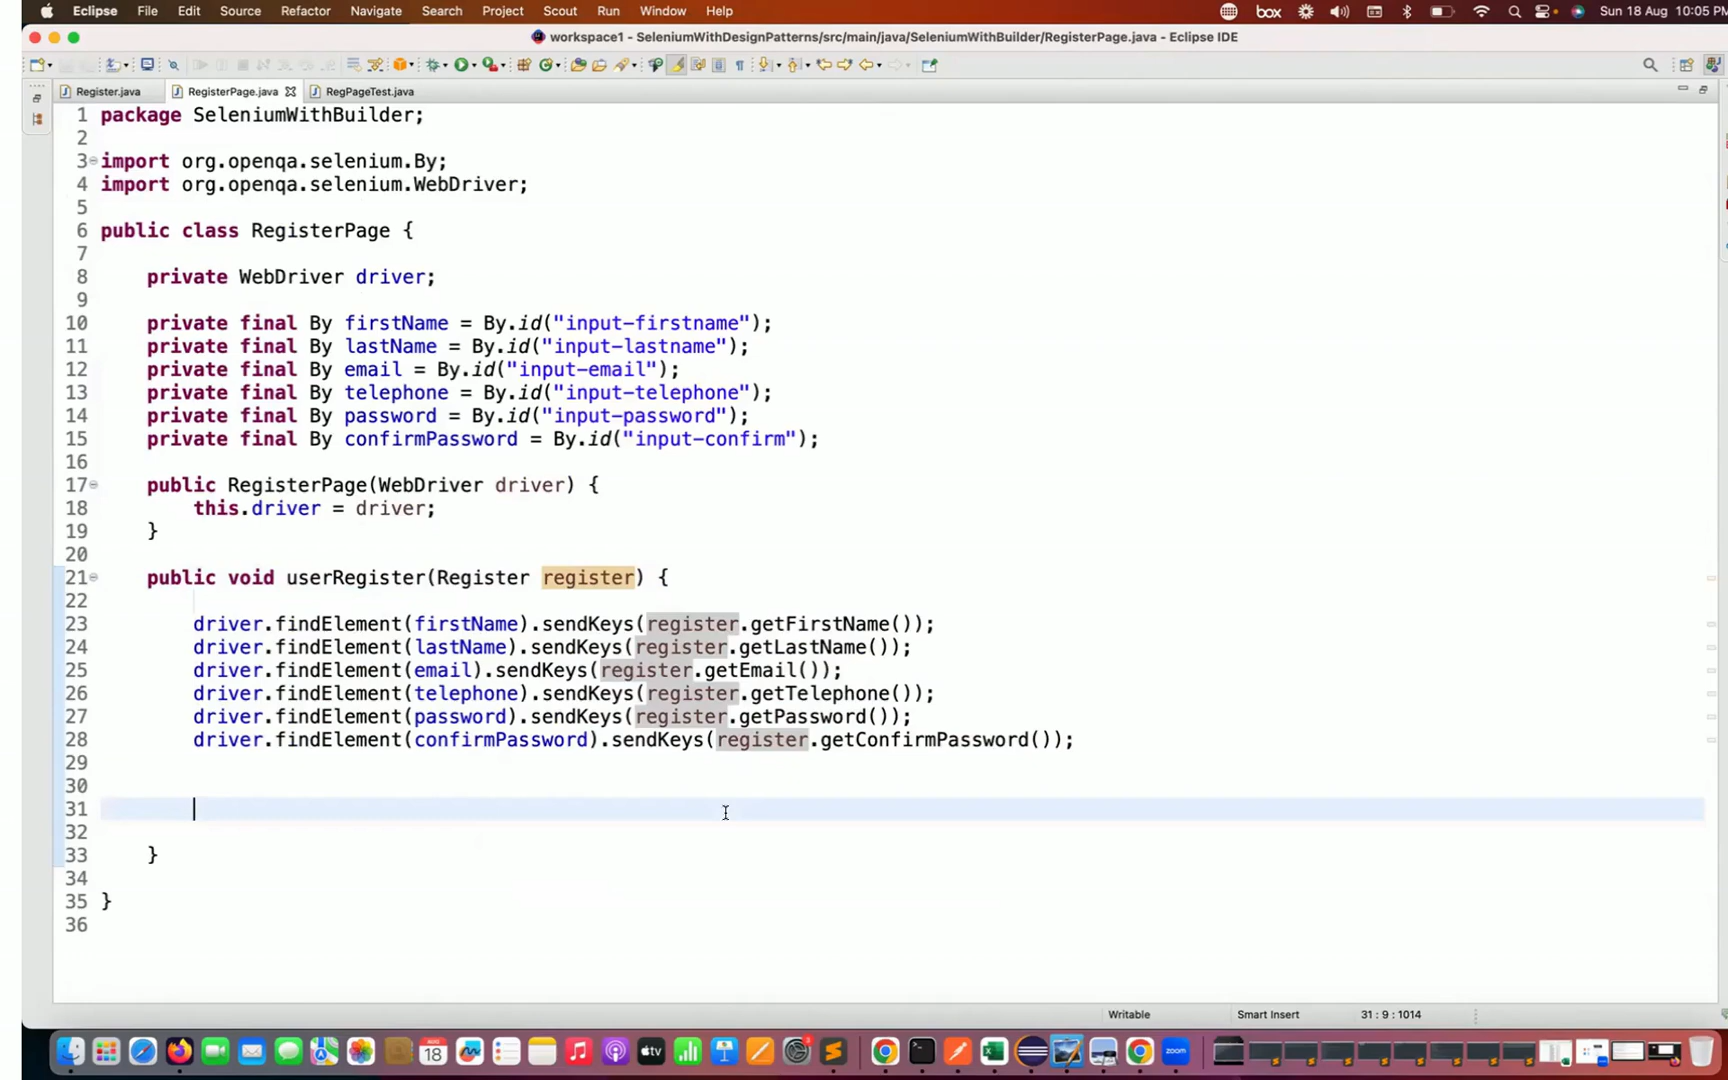 Eclipse File Edit Source Refactor Navigate Search Project Scout Run Window Help box Sun 18 Aug 10:05 PM
workspace1 - SeleniumWithDesignPatterns/src/main/java/SeleniumWithBuilder/RegisterPage.java - Eclipse IDE
Register.java RegisterPage.java RegPageTest.java
1 package SeleniumWithBuilder;
2
3 import org.openqa.selenium.By;
4 import org.openqa.selenium.WebDriver;
5
6 public class RegisterPage {
7
8 private WebDriver driver;
9
10 private final By firstName = By.id("input-firstname");
11 private final By lastName = By.id("input-lastname");
12 private final By email = By.id("input-email");
13 private final By telephone = By.id("input-telephone");
14 private final By password = By.id("input-password");
15 private final By confirmPassword = By.id("input-confirm");
16
17 public RegisterPage(WebDriver driver) {
18 this.driver = driver;
19 }
20
21 public void userRegister(Register register) {
22
23 driver.findElement(firstName).sendKeys(register.getFirstName());
24 driver.findElement(lastName).sendKeys(register.getLastName());
25 driver.findElement(email).sendKeys(register.getEmail());
26 driver.findElement(telephone).sendKeys(register.getTelephone());
27 driver.findElement(password).sendKeys(register.getPassword());
28 driver.findElement(confirmPassword).sendKeys(register.getConfirmPassword());
29
30
31
32
33 }
34
35 }
36
Writable Smart Insert 31 : 9 : 1014
18 tv zoom